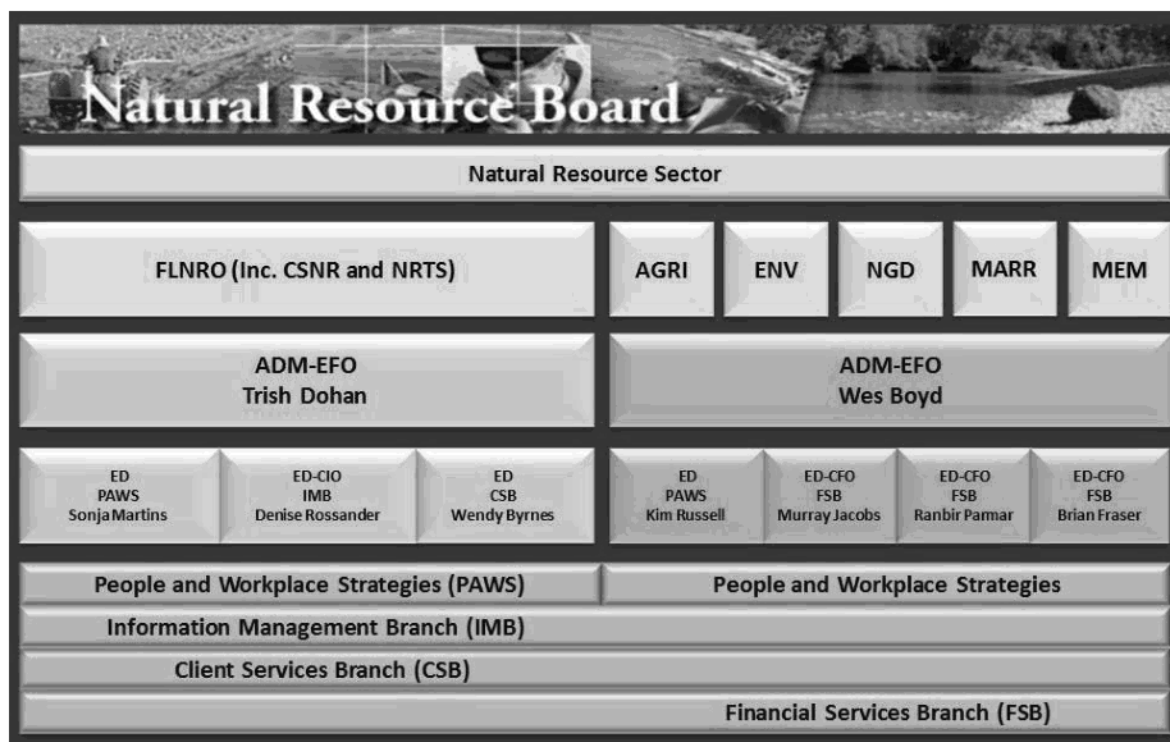 Natural Resource Board
Natural Resource Sector
FLNRO (Inc. CSNR and NRTS)
AGRI
ENV
NGD
MARR
MEM
ADM-EFO
Trish Dohan
ADM-EFO
Wes Boyd
ED
PAWS
Sonja Martins
ED-CIO
IMB
Denise Rossander
ED
CSB
Wendy Byrnes
ED
PAWS
Kim Russell
ED-CFO
FSB
Murray Jacobs
ED-CFO
FSB
Ranbir Parmar
ED-CFO
FSB
Brian Fraser
People and Workplace Strategies (PAWS)
People and Workplace Strategies
Information Management Branch (IMB)
Client Services Branch (CSB)
Financial Services Branch (FSB)